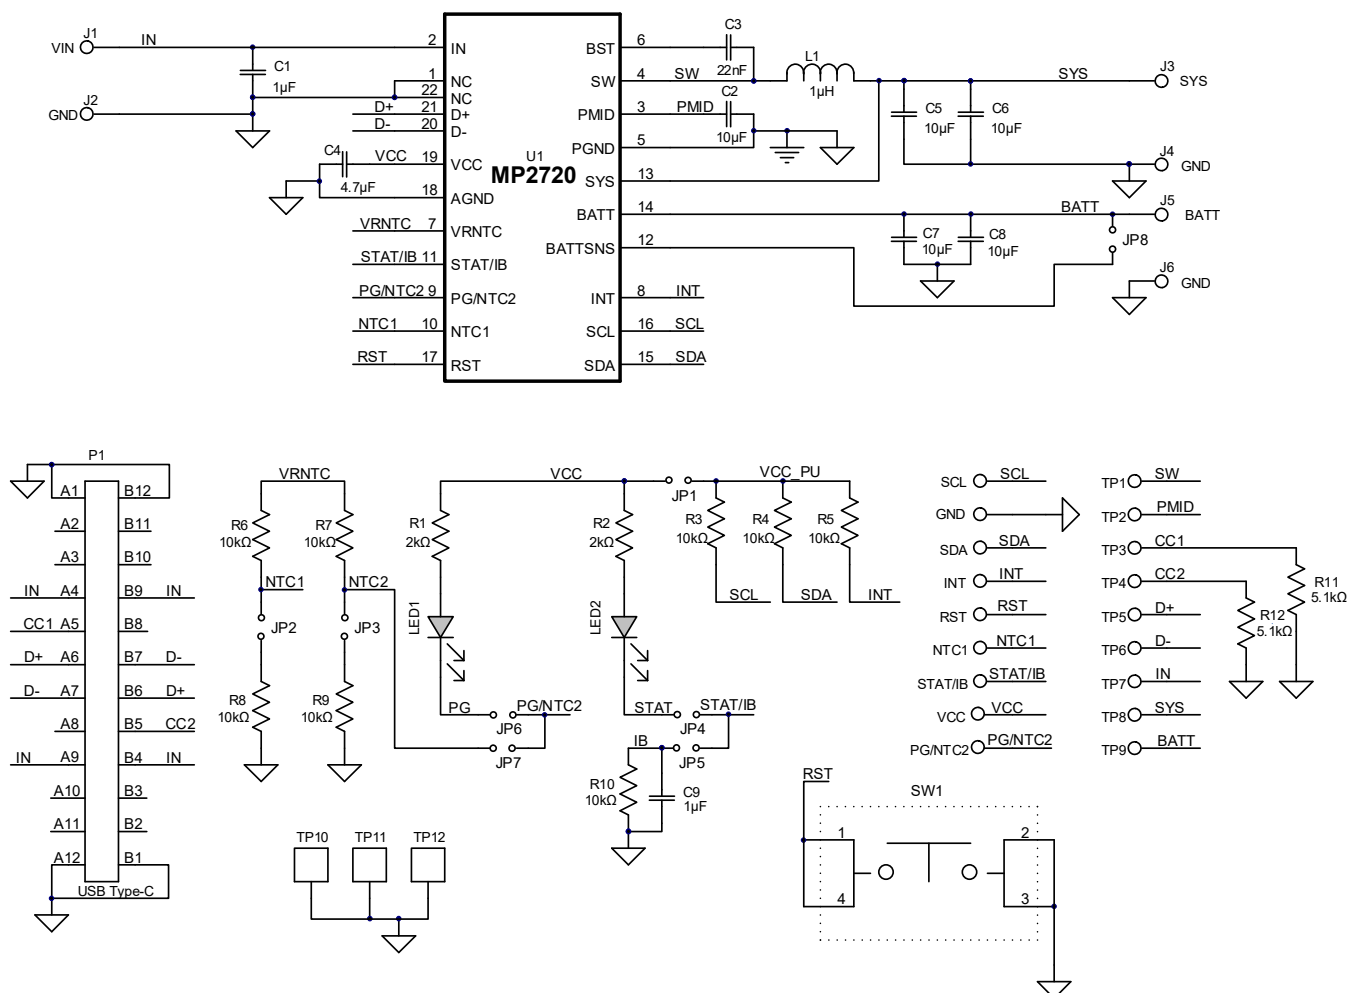 J1
VIN
IN
C1
1µF
J2
GND
2 IN
1 NC
22 NC
D+ 21 D+
D- 20 D-
C4
4.7µF
VCC 19 VCC
18 AGND
VRNTC 7 VRNTC
STAT/IB 11 STAT/IB
PG/NTC2 9 PG/NTC2
NTC1 10 NTC1
RST 17 RST
U1
MP2720
BST 6
SW 4 SW
PMID 3 PMID
PGND 5
SYS 13
BATT 14
BATTSNS 12
INT 8 INT
SCL 16 SCL
SDA 15 SDA
C3
22nF
C2
10µF
L1
1µH
SYS
J3
SYS
C5
10µF
C6
10µF
J4
GND
BATT
J5
BATT
C7
10µF
C8
10µF
JP8
J6
GND
P1
A1 B12
A2 B11
A3 B10
IN A4 B9 IN
CC1 A5 B8
D+ A6 B7 D-
D- A7 B6 D+
A8 B5 CC2
IN A9 B4 IN
A10 B3
A11 B2
A12 B1
USB Type-C
VRNTC
R6
10kΩ
R7
10kΩ
NTC1
NTC2
JP2
JP3
R8
10kΩ
R9
10kΩ
VCC
R1
2kΩ
LED1
PG
PG/NTC2
JP6
JP7
R2
2kΩ
LED2
STAT
STAT/IB
JP4
IB
JP5
R10
10kΩ
C9
1µF
JP1
VCC_PU
R3
10kΩ
R4
10kΩ
R5
10kΩ
SCL
SDA
INT
SCL SCL
GND
SDA SDA
INT INT
RST RST
NTC1 NTC1
STAT/IB STAT/IB
VCC VCC
PG/NTC2 PG/NTC2
TP1 SW
TP2 PMID
TP3 CC1
TP4 CC2
TP5 D+
TP6 D-
TP7 IN
TP8 SYS
TP9 BATT
R11
5.1kΩ
R12
5.1kΩ
TP10
TP11
TP12
RST
SW1
1
2
4
3